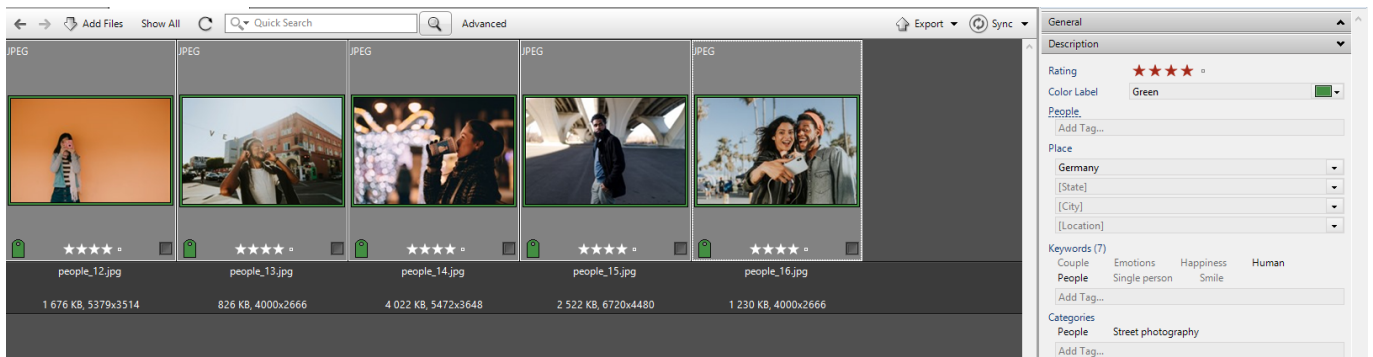 Add Files Show All Quick Search Advanced Export Sync
JPEG JPEG JPEG JPEG JPEG
V E
people_12.jpg people_13.jpg people_14.jpg people_15.jpg people_16.jpg
1 676 KB, 5379x3514 826 KB, 4000x2666 4 022 KB, 5472x3648 2 522 KB, 6720x4480 1 230 KB, 4000x2666
General
Description
Rating
Color Label Green
People
Add Tag...
Place
Germany
[State]
[City]
[Location]
Keywords (7)
Couple Emotions Happiness Human
People Single person Smile
Add Tag...
Categories
People Street photography
Add Tag...